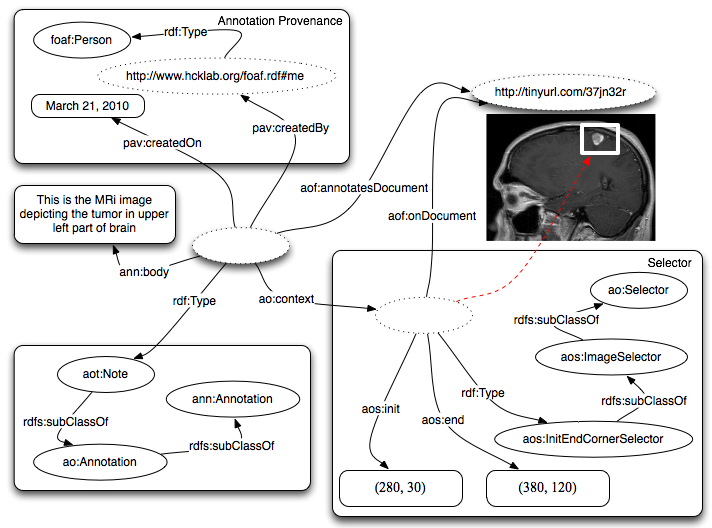 Annotation Provenance
foaf:Person
rdf:Type
http://www.hcklab.org/foaf.rdf#me
March 21, 2010
pav:createdOn
pav:createdBy
http://tinyurl.com/37jn32r
aof:annotatesDocument
aof:onDocument
This is the MRi image
depicting the tumor in upper
left part of brain
ann:body
rdf:Type
ao:context
Selector
ao:Selector
rdfs:subClassOf
aos:ImageSelector
rdfs:subClassOf
aos:InitEndCornerSelector
rdf:Type
aos:init
aos:end
(280, 30)
(380, 120)
aot:Note
ann:Annotation
rdfs:subClassOf
rdfs:subClassOf
ao:Annotation